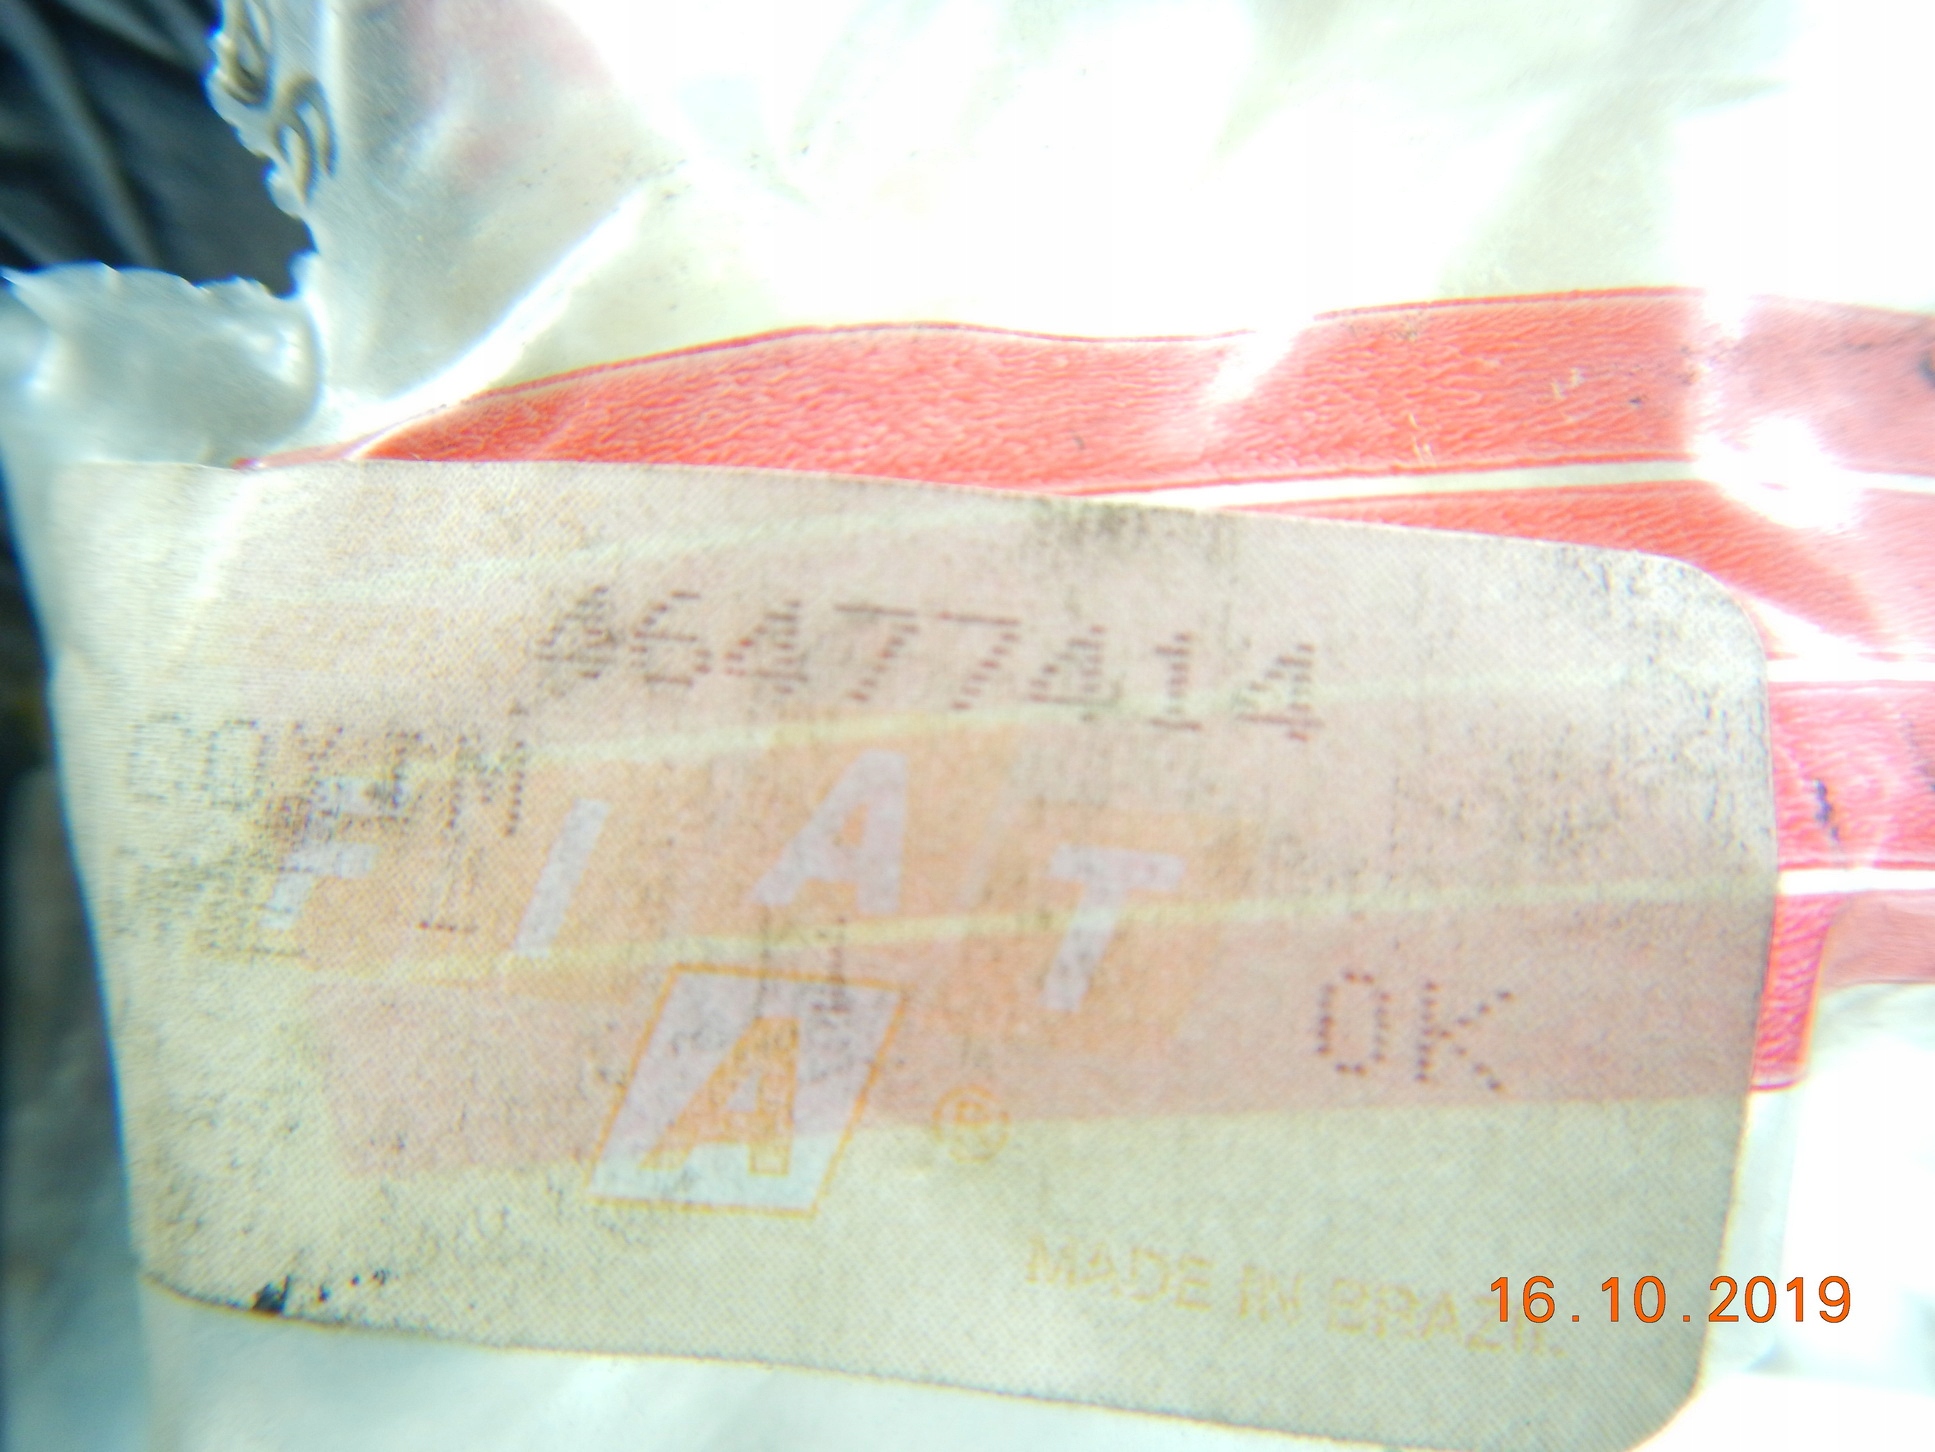 46477414
FIAT
A
®
OK
MADE IN BRAZIL
16.10.2019